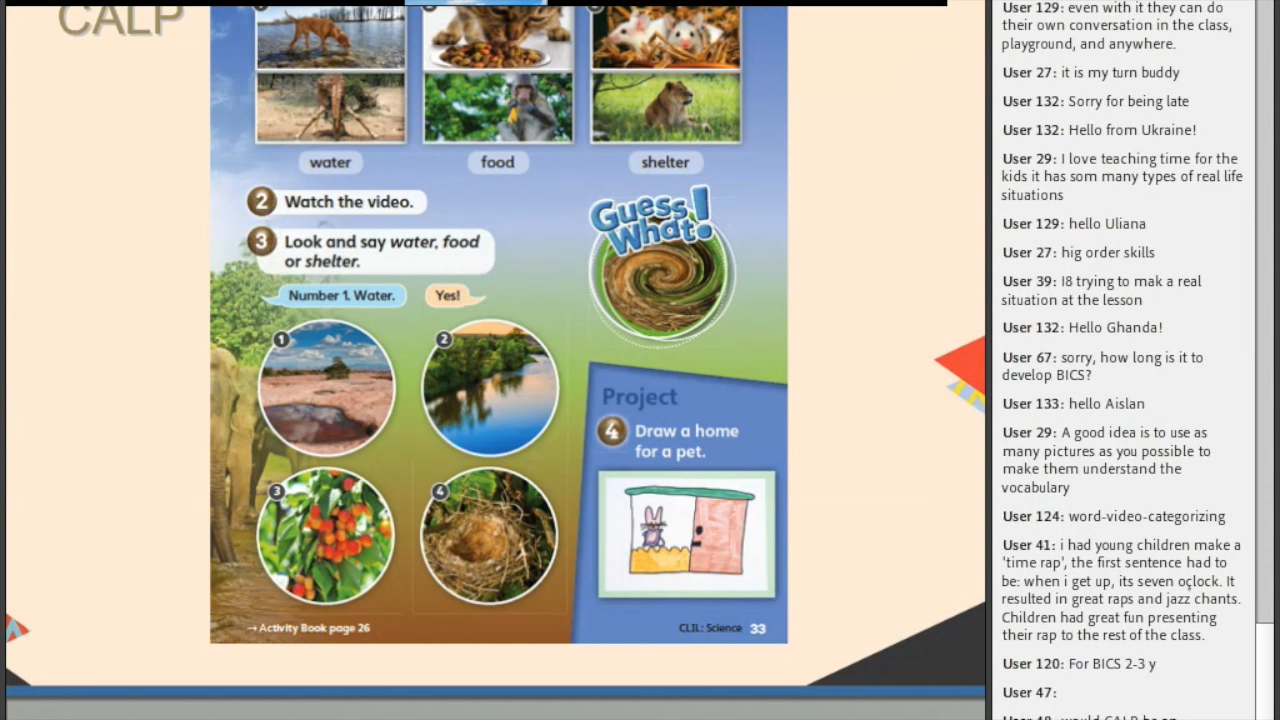 CALP
water
food
shelter
2 Watch the video.
3 Look and say water, food
or shelter.
Guess
What!
Number 1. Water.
Yes!
1
2
3
4
Project
4 Draw a home
for a pet.
→ Activity Book page 26
CLIL: Science 33
User 129: even with it they can do
their own conversation in the class,
playground, and anywhere.
User 27: it is my turn buddy
User 132: Sorry for being late
User 132: Hello from Ukraine!
User 29: I love teaching time for the
kids it has som many types of real life
situations
User 129: hello Uliana
User 27: hig order skills
User 39: I8 trying to mak a real
situation at the lesson
User 132: Hello Ghanda!
User 67: sorry, how long is it to
develop BICS?
User 133: hello Aislan
User 29: A good idea is to use as
many pictures as you possible to
make them understand the
vocabulary
User 124: word-video-categorizing
User 41: i had young children make a
'time rap', the first sentence had to
be: when i get up, its seven oçlock. It
resulted in great raps and jazz chants.
Children had great fun presenting
their rap to the rest of the class.
User 120: For BICS 2-3 y
User 47:
User 48: would CALP be an